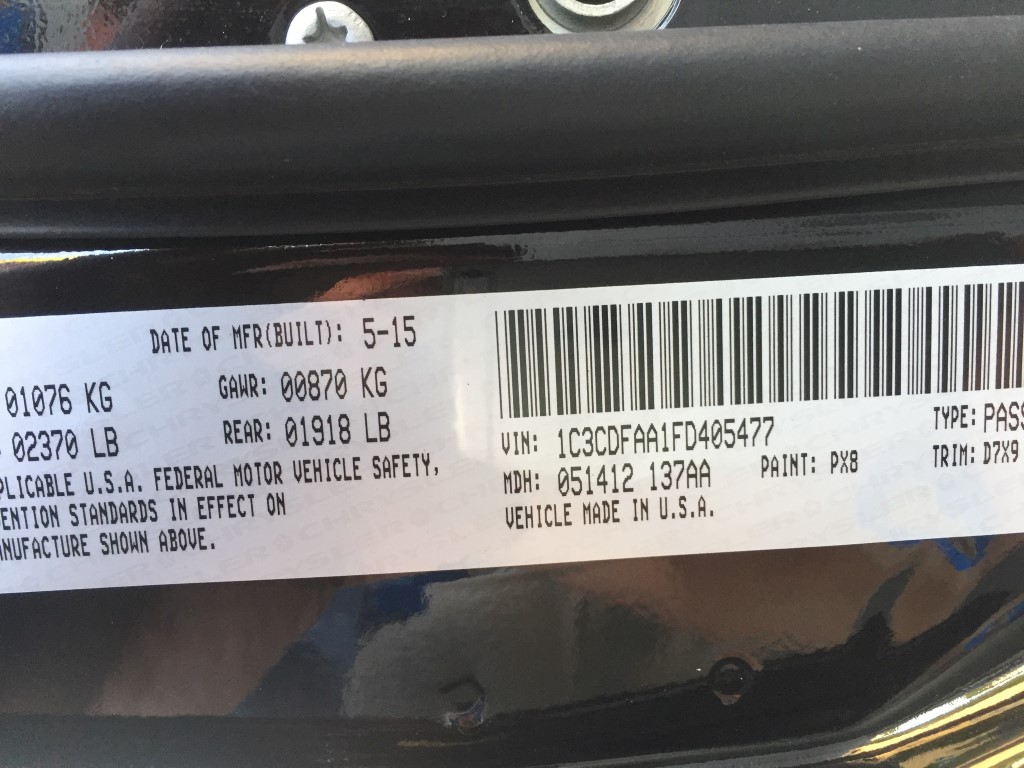 DATE OF MFR(BUILT): 5-15
01076 KG GAWR: 00870 KG
02370 LB REAR: 01918 LB
PLICABLE U.S.A. FEDERAL MOTOR VEHICLE SAFETY,
ENTION STANDARDS IN EFFECT ON
NUFACTURE SHOWN ABOVE.
VIN: 1C3CDFAA1FD405477 TYPE: PASS
MDH: 051412 137AA PAINT: PX8 TRIM: D7X9
VEHICLE MADE IN U.S.A.